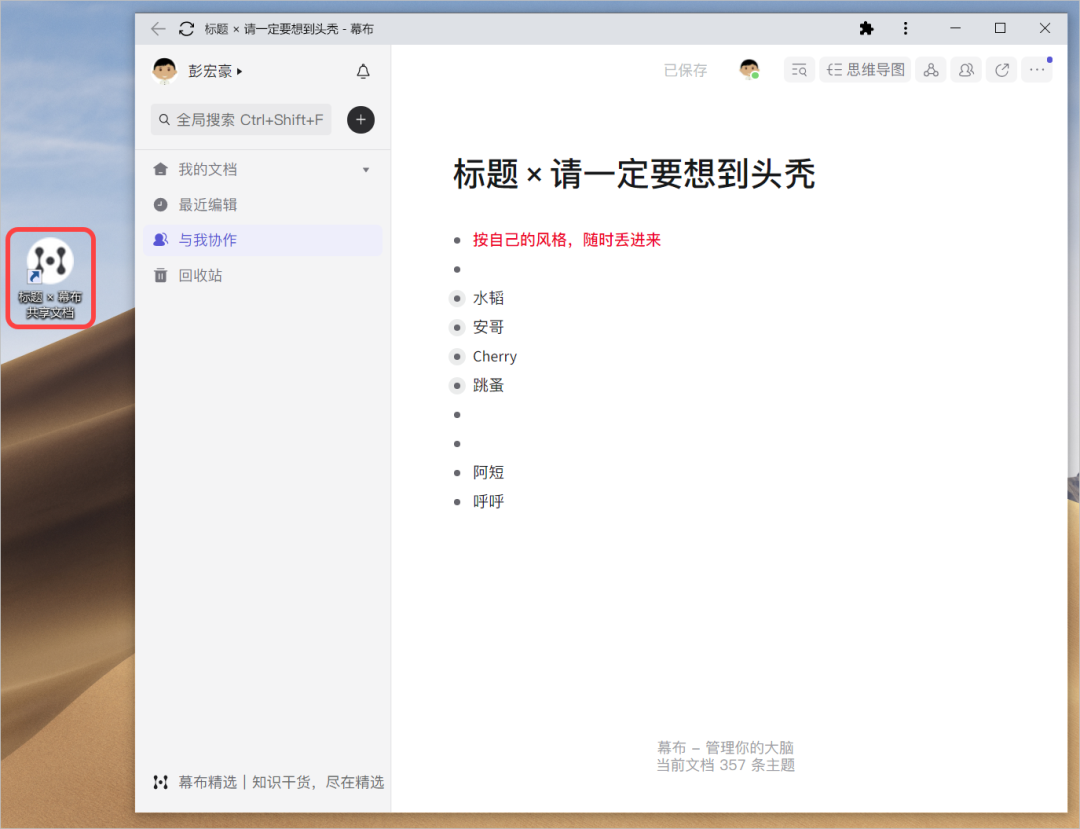 标题 × 请一定要想到头秃 - 幕布
彭宏豪
全局搜索 Ctrl+Shift+F
我的文档
最近编辑
与我协作
回收站
幕布精选 | 知识干货，尽在精选
标题 × 幕布
共享文档
已保存
思维导图
标题 × 请一定要想到头秃
按自己的风格，随时丢进来
水韬
安哥
Cherry
跳蚤
阿短
呼呼
幕布 – 管理你的大脑
当前文档 357 条主题